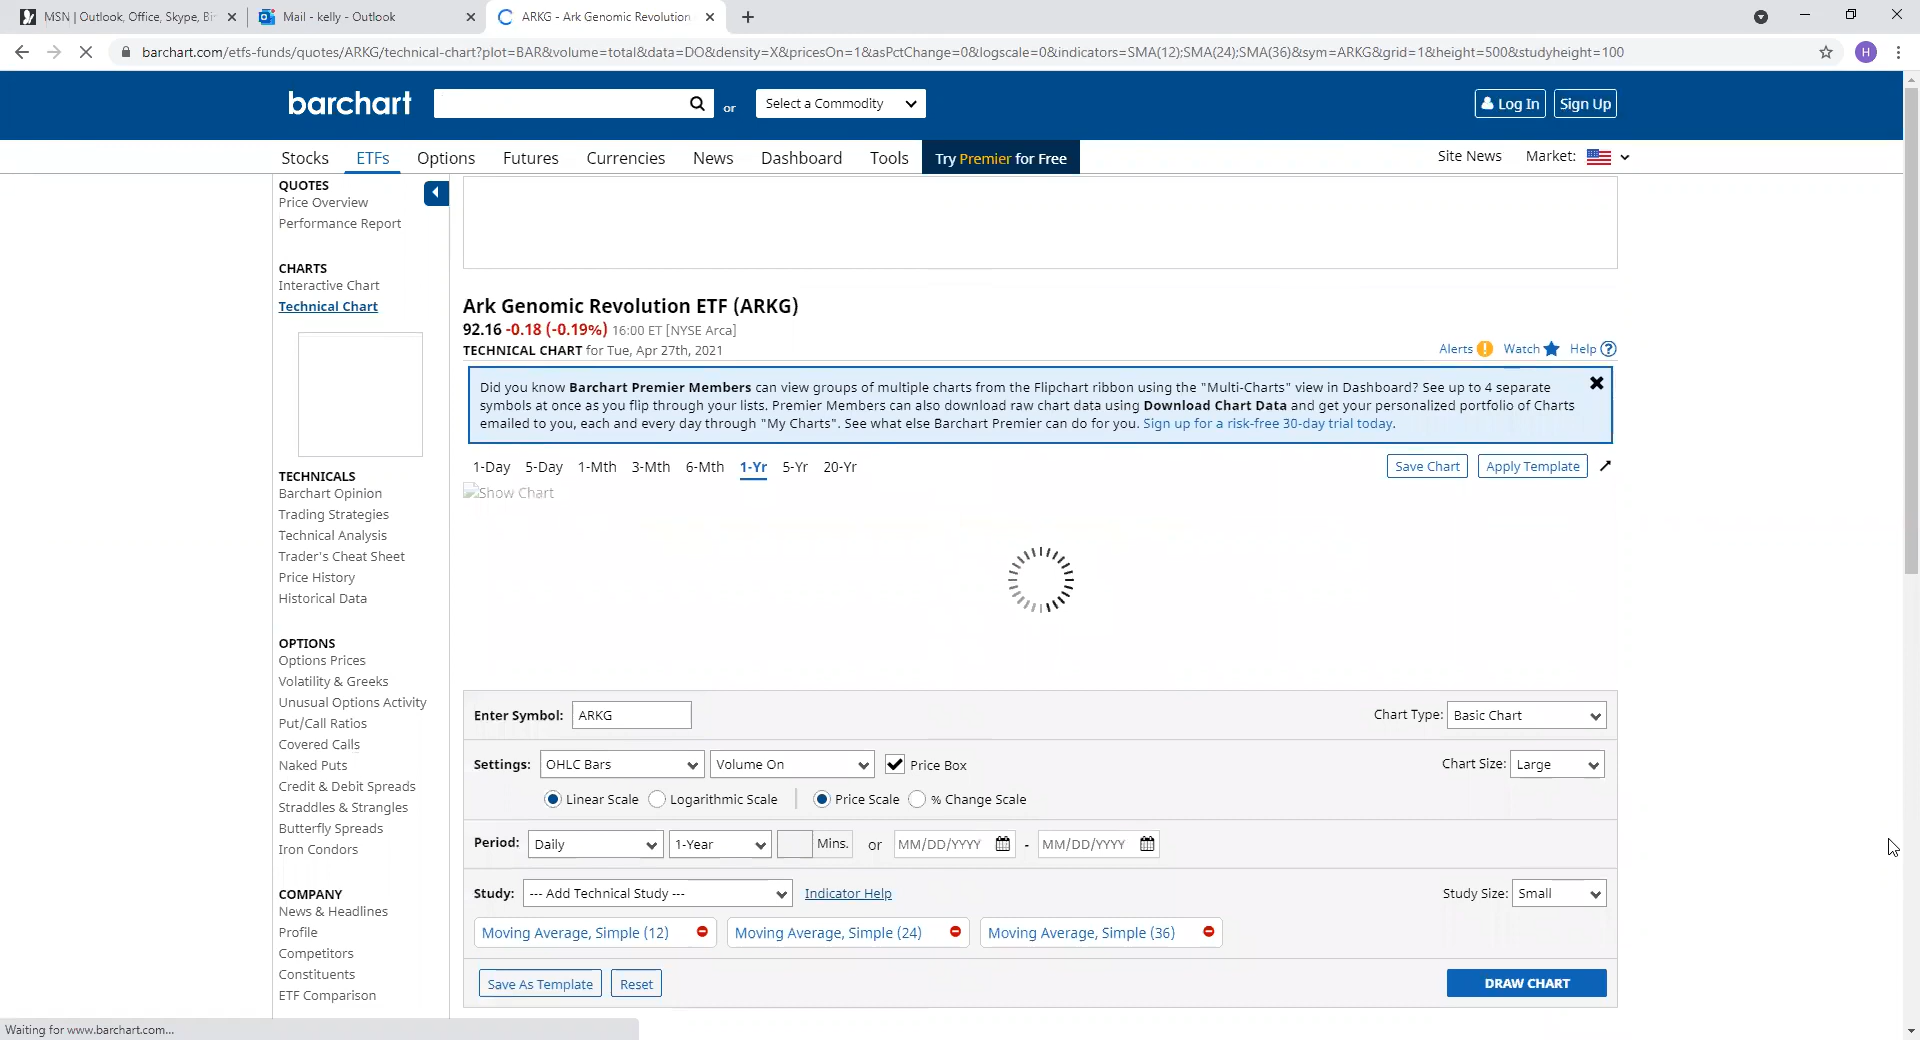 MSN | Outlook, Office, Skype, Bi
Mail - kelly - Outlook
ARKG - Ark Genomic Revolution
barchart.com/etfs-funds/quotes/ARKG/technical-chart?plot=BAR&volume=total&data=DO&density=X&pricesOn=1&asPctChange=0&logscale=0&indicators=SMA(12);SMA(24);SMA(36)&sym=ARKG&grid=1&height=500&studyheight=100
H
barchart
or
Select a Commodity
Log In
Sign Up
Stocks ETFs Options Futures Currencies News Dashboard Tools Try Premier for Free
Site News Market:
QUOTES
Price Overview
Performance Report
CHARTS
Interactive Chart
Technical Chart
TECHNICALS
Barchart Opinion
Trading Strategies
Technical Analysis
Trader's Cheat Sheet
Price History
Historical Data
OPTIONS
Options Prices
Volatility & Greeks
Unusual Options Activity
Put/Call Ratios
Covered Calls
Naked Puts
Credit & Debit Spreads
Straddles & Strangles
Butterfly Spreads
Iron Condors
COMPANY
News & Headlines
Profile
Competitors
Constituents
ETF Comparison
Ark Genomic Revolution ETF (ARKG)
92.16 -0.18 (-0.19%) 16:00 ET [NYSE Arca]
TECHNICAL CHART for Tue, Apr 27th, 2021
Alerts Watch Help
Did you know Barchart Premier Members can view groups of multiple charts from the Flipchart ribbon using the "Multi-Charts" view in Dashboard? See up to 4 separate
symbols at once as you flip through your lists. Premier Members can also download raw chart data using Download Chart Data and get your personalized portfolio of Charts
emailed to you, each and every day through "My Charts". See what else Barchart Premier can do for you. Sign up for a risk-free 30-day trial today.
1-Day 5-Day 1-Mth 3-Mth 6-Mth 1-Yr 5-Yr 20-Yr
Save Chart Apply Template
Show Chart
Enter Symbol: ARKG Chart Type: Basic Chart
Settings: OHLC Bars Volume On Price Box Chart Size: Large
Linear Scale Logarithmic Scale Price Scale % Change Scale
Period: Daily 1-Year Mins. or MM/DD/YYYY - MM/DD/YYYY
Study: --- Add Technical Study --- Indicator Help Study Size: Small
Moving Average, Simple (12) Moving Average, Simple (24) Moving Average, Simple (36)
Save As Template Reset DRAW CHART
Waiting for www.barchart.com...